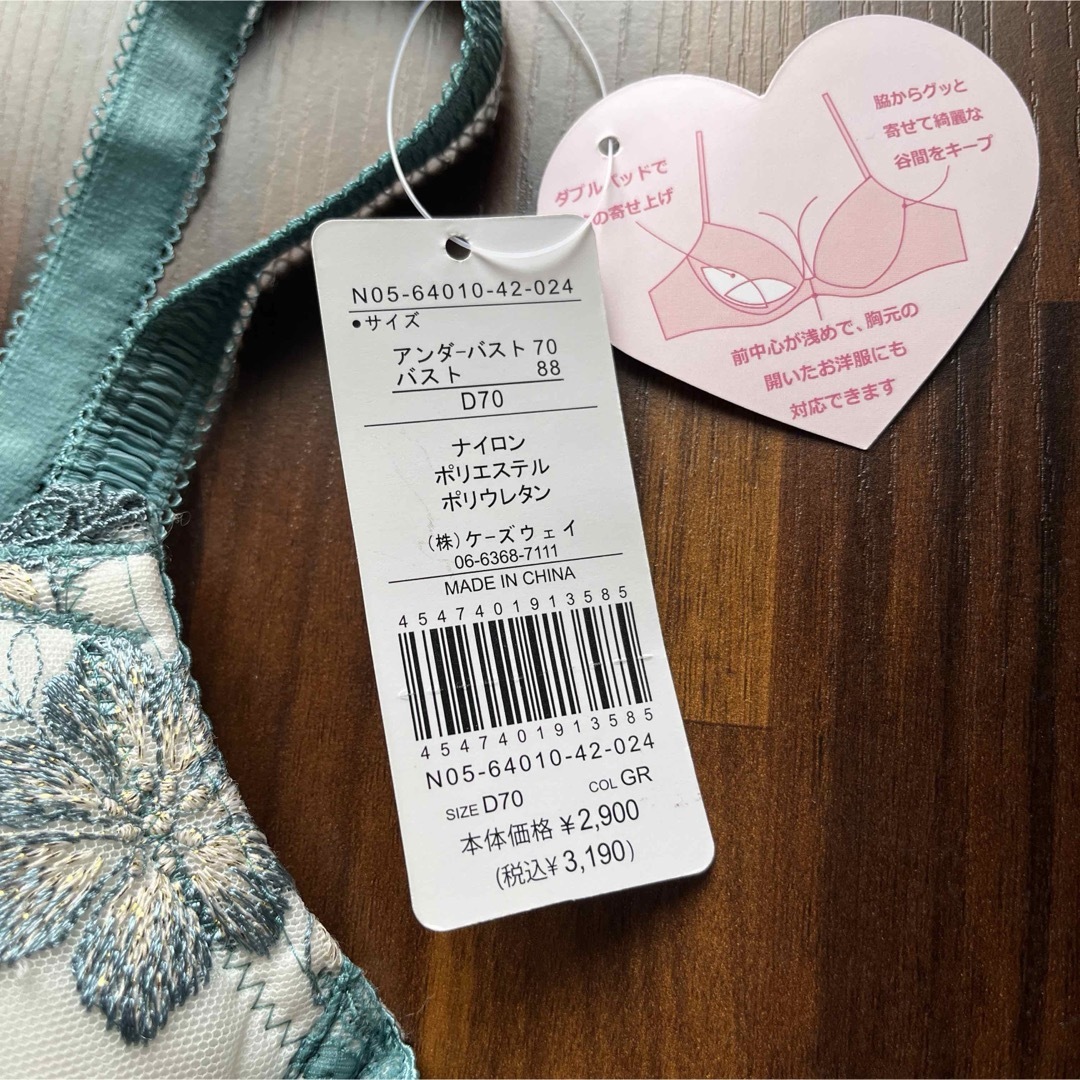 N05-64010-42-024
●サイズ
アンダーバスト 70
バスト 88
D70
ナイロン
ポリエステル
ポリウレタン
(株)ケーズウェイ
06-6368-7111
MADE IN CHINA
4547401913585
4547401913585
N05-64010-42-024
SIZE D70 COL GR
本体価格 ¥2,900
(税込¥3,190)
ダブルパッドで
の寄せ上げ
脇からグッと
寄せて綺麗な
谷間をキープ
前中心が浅めで、胸元の
開いたお洋服にも
対応できます